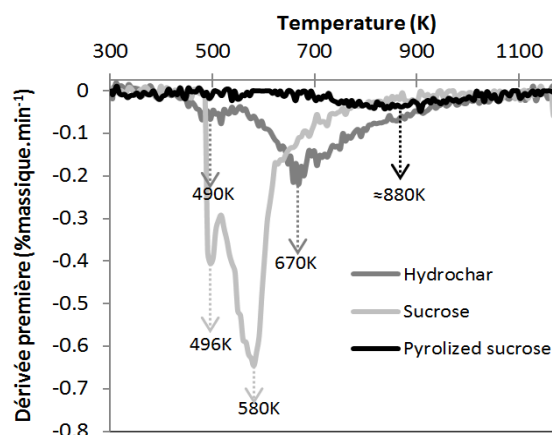 Temperature (K)
300 500 700 900 1100
0
-0.1
-0.2
-0.3
-0.4
-0.5
-0.6
-0.7
-0.8
Dérivée première (%massique.min-1)
490K
≈880K
670K
496K
580K
Hydrochar
Sucrose
Pyrolized sucrose